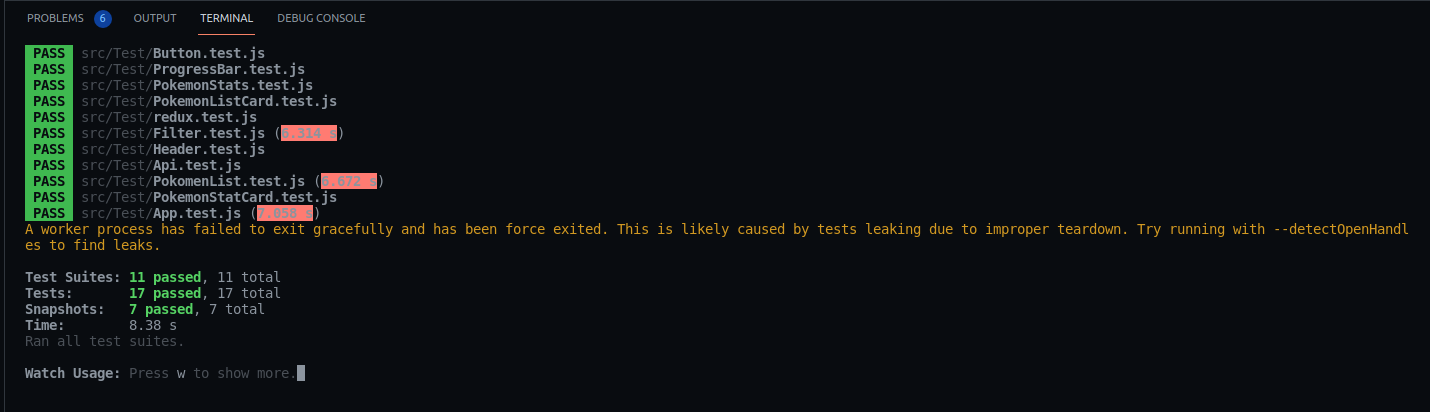 PROBLEMS 6 OUTPUT TERMINAL DEBUG CONSOLE
PASS src/Test/Button.test.js
PASS src/Test/ProgressBar.test.js
PASS src/Test/PokemonStats.test.js
PASS src/Test/PokemonListCard.test.js
PASS src/Test/redux.test.js
PASS src/Test/Filter.test.js (6.314 s)
PASS src/Test/Header.test.js
PASS src/Test/Api.test.js
PASS src/Test/PokomenList.test.js (6.672 s)
PASS src/Test/PokemonStatCard.test.js
PASS src/Test/App.test.js (7.058 s)
A worker process has failed to exit gracefully and has been force exited. This is likely caused by tests leaking due to improper teardown. Try running with --detectOpenHandl
es to find leaks.
Test Suites: 11 passed, 11 total
Tests: 17 passed, 17 total
Snapshots: 7 passed, 7 total
Time: 8.38 s
Ran all test suites.
Watch Usage: Press w to show more.